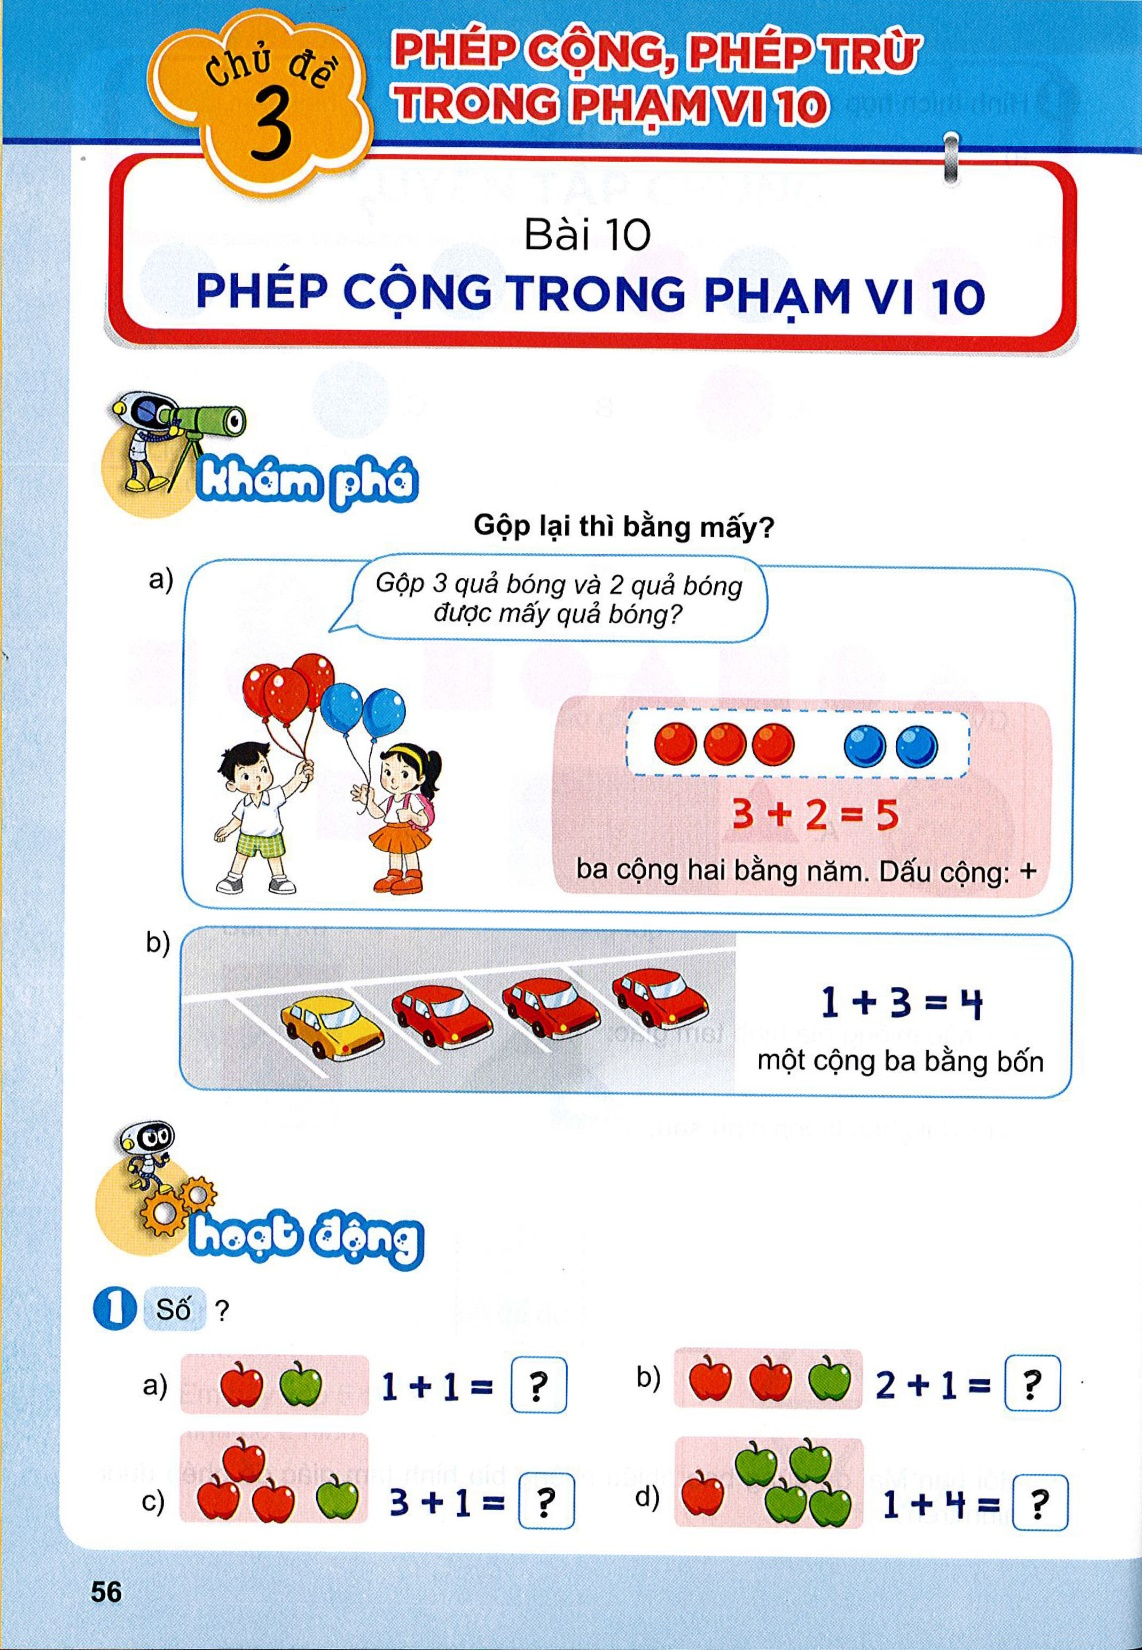 Chủ đề
3
PHÉP CỘNG, PHÉP TRỪ
TRONG PHẠM VI 10
Bài 10
PHÉP CỘNG TRONG PHẠM VI 10
khám phá
Gộp lại thì bằng mấy?
a)
Gộp 3 quả bóng và 2 quả bóng
được mấy quả bóng?
3 + 2 = 5
ba cộng hai bằng năm. Dấu cộng: +
b)
1 + 3 = 4
một cộng ba bằng bốn
hoạt động
1 Số ?
a) 1 + 1 = ?
b) 2 + 1 = ?
c) 3 + 1 = ?
d) 1 + 4 = ?
56